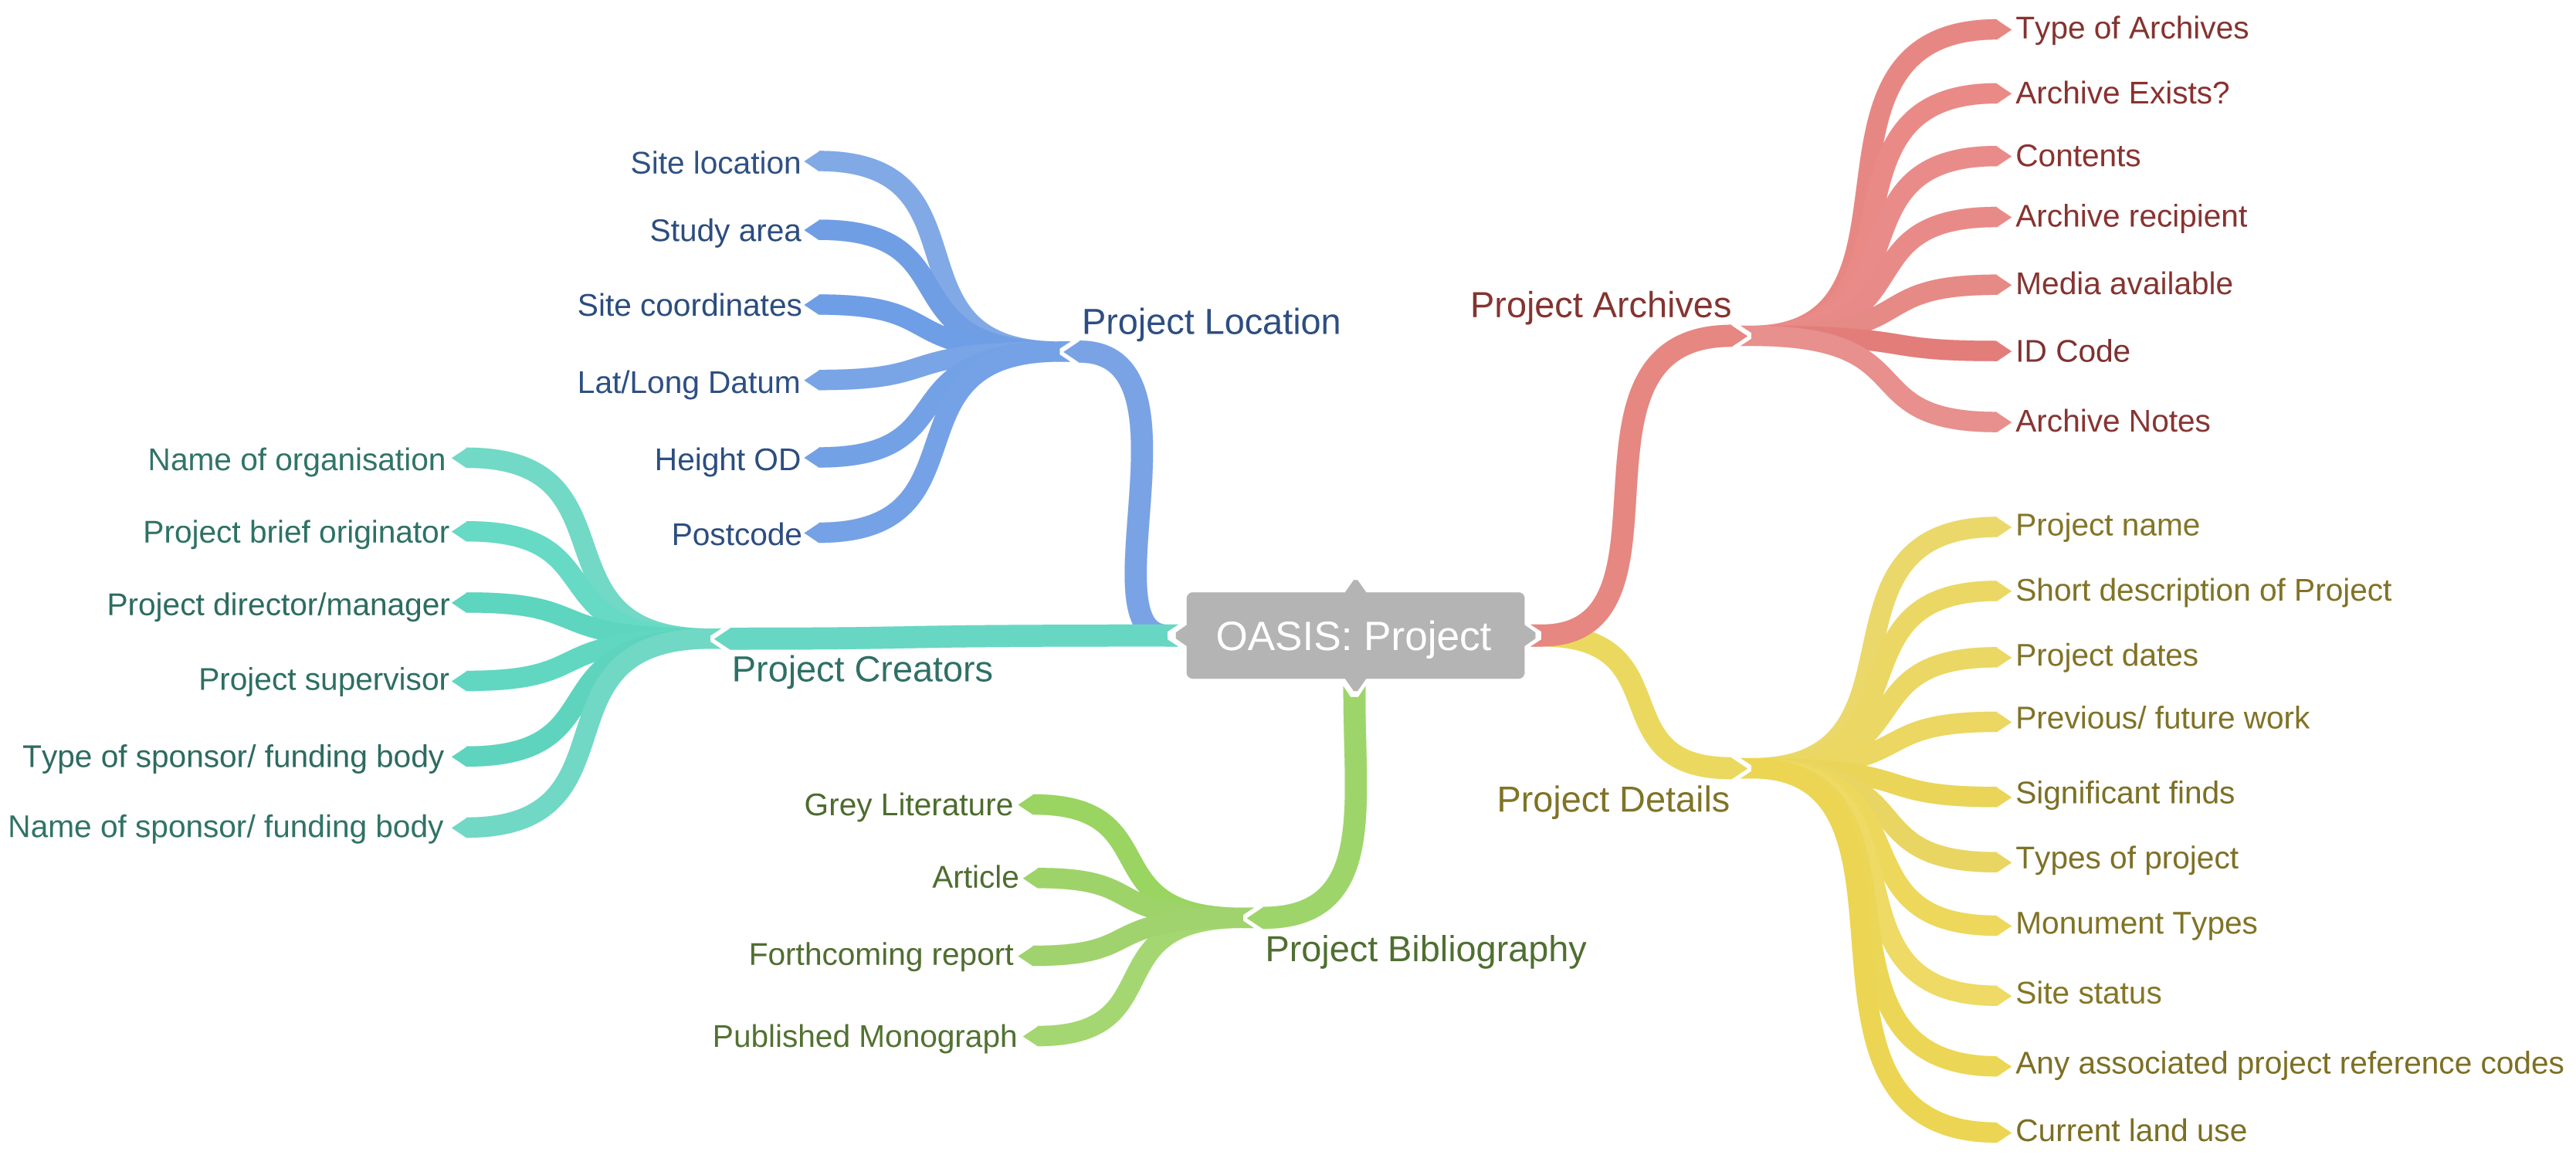 OASIS: Project
Project Location
Site location
Study area
Site coordinates
Lat/Long Datum
Height OD
Postcode
Project Creators
Name of organisation
Project brief originator
Project director/manager
Project supervisor
Type of sponsor/ funding body
Name of sponsor/ funding body
Project Bibliography
Grey Literature
Article
Forthcoming report
Published Monograph
Project Archives
Type of Archives
Archive Exists?
Contents
Archive recipient
Media available
ID Code
Archive Notes
Project Details
Project name
Short description of Project
Project dates
Previous/ future work
Significant finds
Types of project
Monument Types
Site status
Any associated project reference codes
Current land use